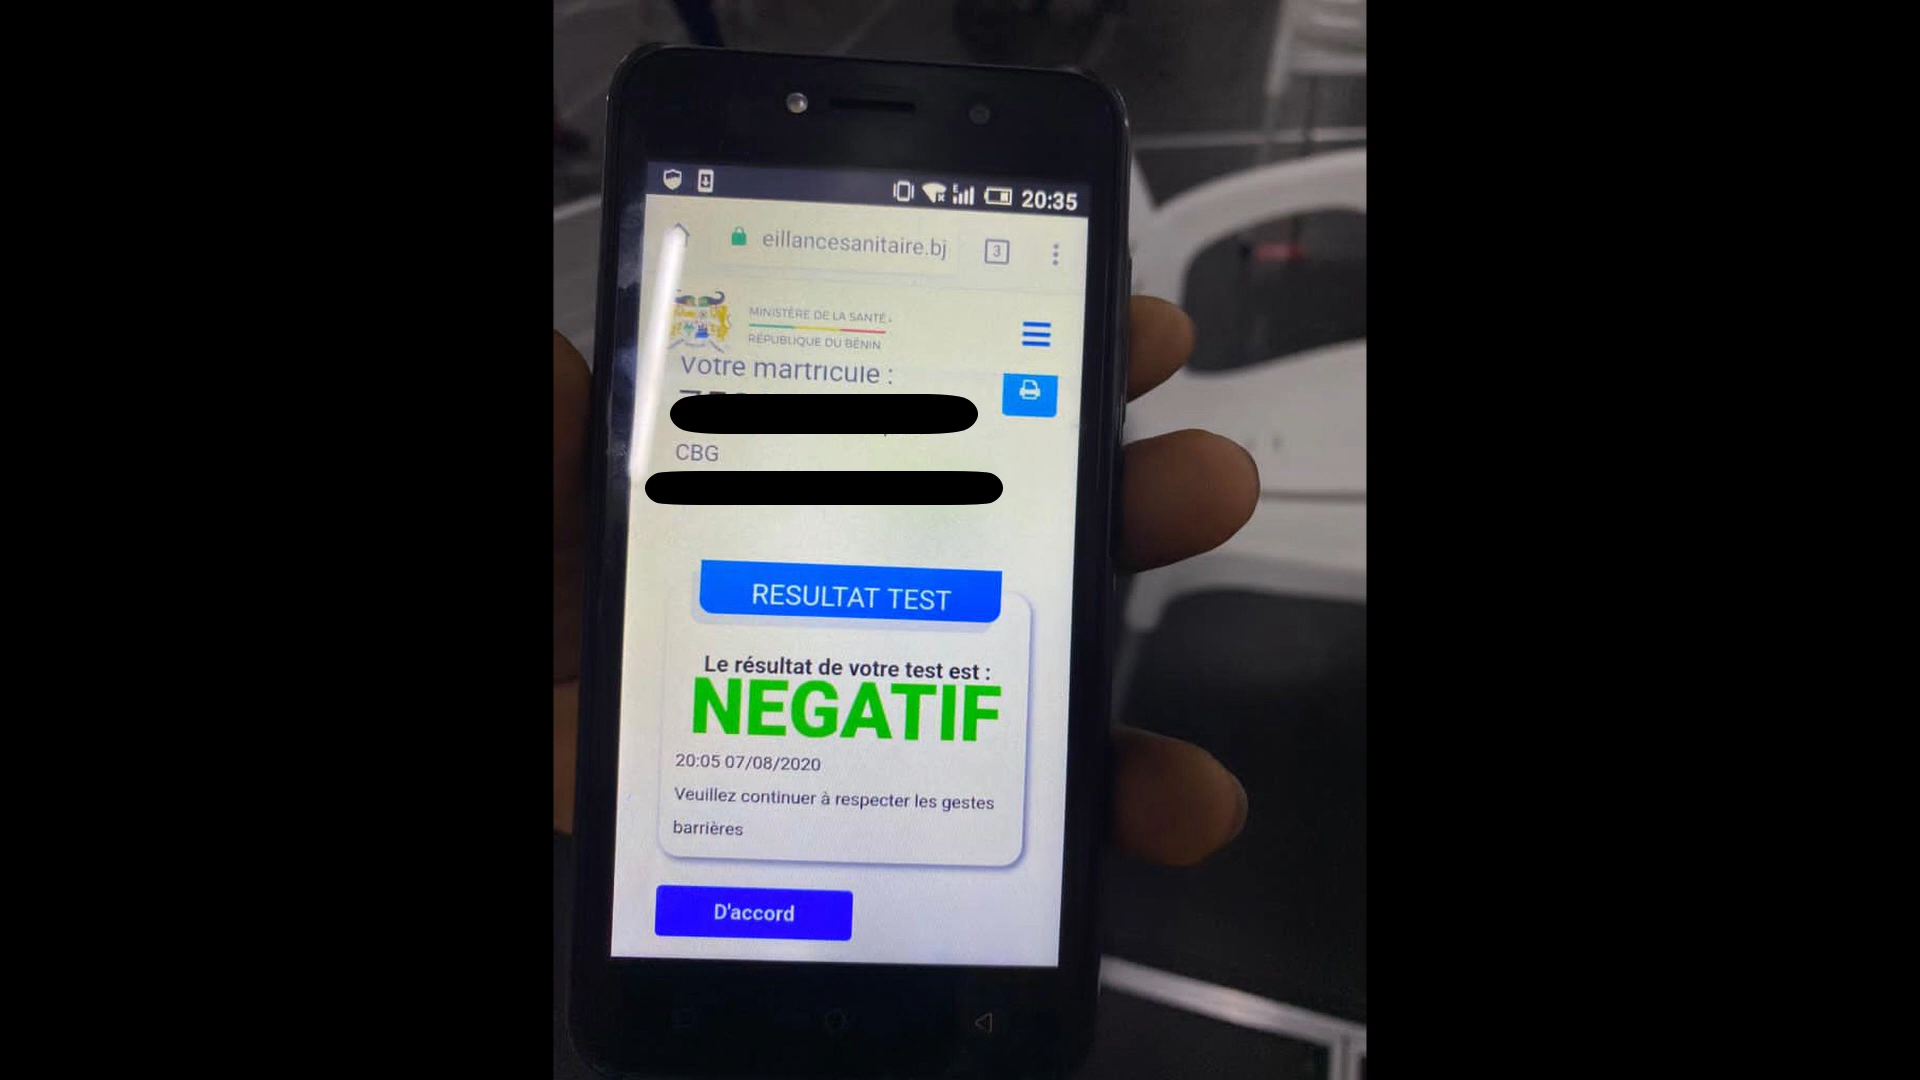 20:35
eillancesanitaire.bj
3
MINISTÈRE DE LA SANTÉ
RÉPUBLIQUE DU BÉNIN
Votre martricule :
CBG
RESULTAT TEST
Le résultat de votre test est :
NEGATIF
20:05 07/08/2020
Veuillez continuer à respecter les gestes
barrières
D'accord